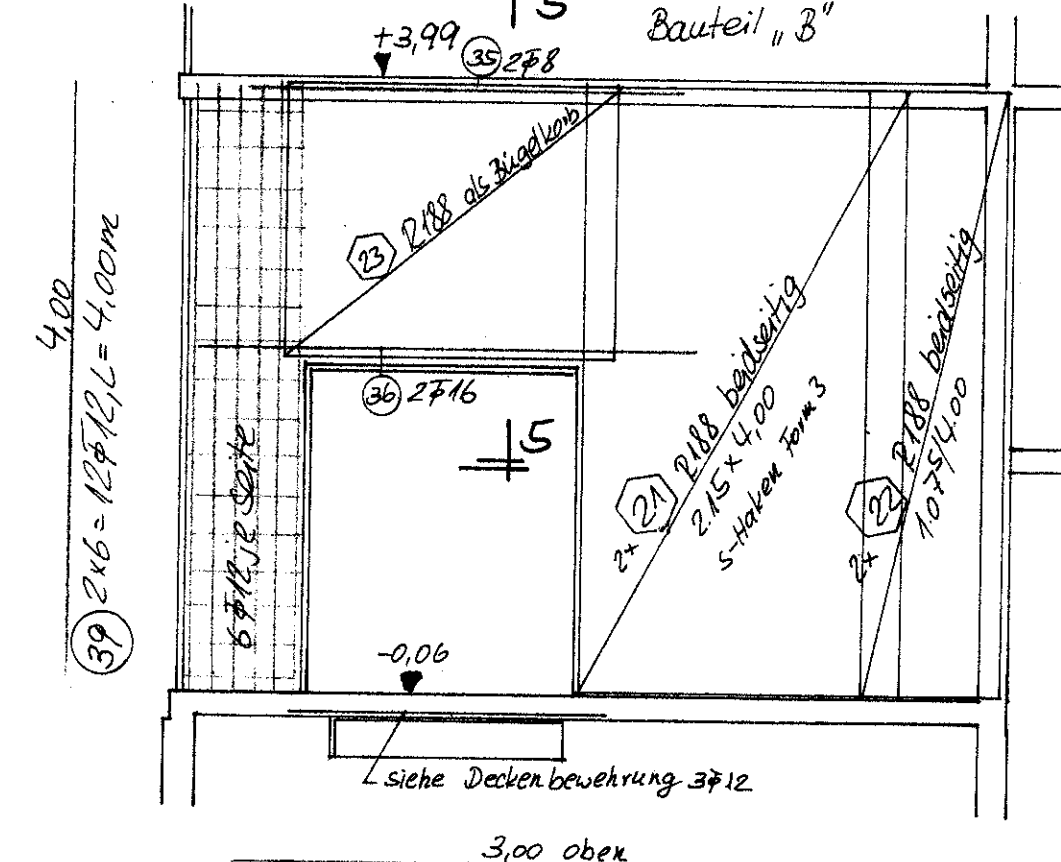 5
Bauteil „B"
+3,99
35 2φ8
23 R188 als Bügelkorb
36 2φ16
5
4,00
39 2x6 = 12φ12, L = 4,00m
6φ12 je Seite
21 R188 beidseitig
2x
2.15 x 4,00
S-Haken Form 3
22 R188 beidseitig
2x
1.075/4.00
-0,06
siehe Deckenbewehrung 3φ12
3,00 oben